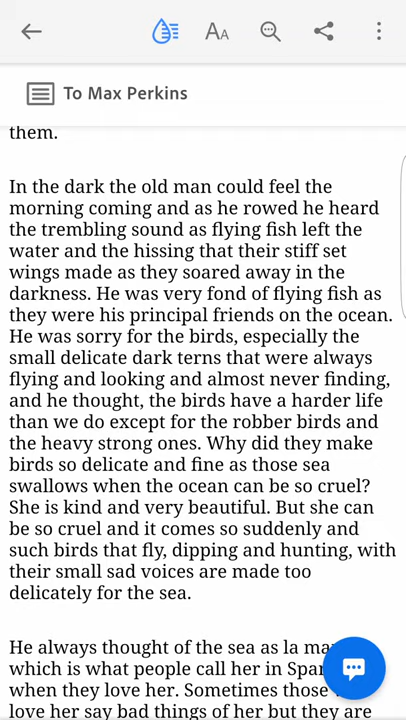 AA
To Max Perkins
them.
In the dark the old man could feel the
morning coming and as he rowed he heard
the trembling sound as flying fish left the
water and the hissing that their stiff set
wings made as they soared away in the
darkness. He was very fond of flying fish as
they were his principal friends on the ocean.
He was sorry for the birds, especially the
small delicate dark terns that were always
flying and looking and almost never finding,
and he thought, the birds have a harder life
than we do except for the robber birds and
the heavy strong ones. Why did they make
birds so delicate and fine as those sea
swallows when the ocean can be so cruel?
She is kind and very beautiful. But she can
be so cruel and it comes so suddenly and
such birds that fly, dipping and hunting, with
their small sad voices are made too
delicately for the sea.
He always thought of the sea as la
which is what people call her in
when they love her. Sometimes those
love her say bad things of her but they are